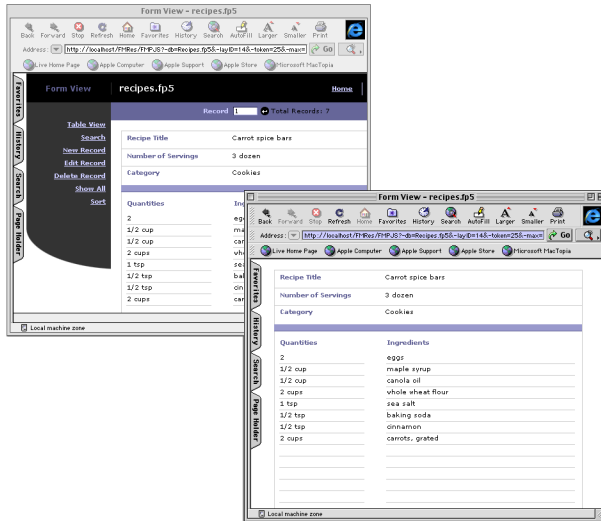 Form View - recipes.fp5
Back Forward Stop Refresh Home Favorites History Search AutoFill Larger Smaller Print
Address: http://localhost/FMRes/FMPJS?-db=Recipes.fp5&-layID=14&-token=25&-max= Go
Live Home Page Apple Computer Apple Support Apple Store Microsoft MacTopia
Favorites
History
Search
Page Holder
Form View recipes.fp5 Home
Record 1 Total Records: 7
Table View
Search
New Record
Edit Record
Delete Record
Show All
Sort
Recipe Title Carrot spice bars
Number of Servings 3 dozen
Category Cookies
Quantities Ing
2 eg
1/2 cup ma
1/2 cup can
2 cups who
1 tsp sea
1/2 tsp bal
1/2 tsp cin
2 cups car
Local machine zone
Form View - recipes.fp5
Back Forward Stop Refresh Home Favorites History Search AutoFill Larger Smaller Print
Address: http://localhost/FMRes/FMPJS?-db=Recipes.fp5&-layID=14&-token=25&-max= Go
Live Home Page Apple Computer Apple Support Apple Store Microsoft MacTopia
Favorites
History
Search
Page Holder
Recipe Title Carrot spice bars
Number of Servings 3 dozen
Category Cookies
Quantities Ingredients
2 eggs
1/2 cup maple syrup
1/2 cup canola oil
2 cups whole wheat flour
1 tsp sea salt
1/2 tsp baking soda
1/2 tsp cinnamon
2 cups carrots, grated
Local machine zone